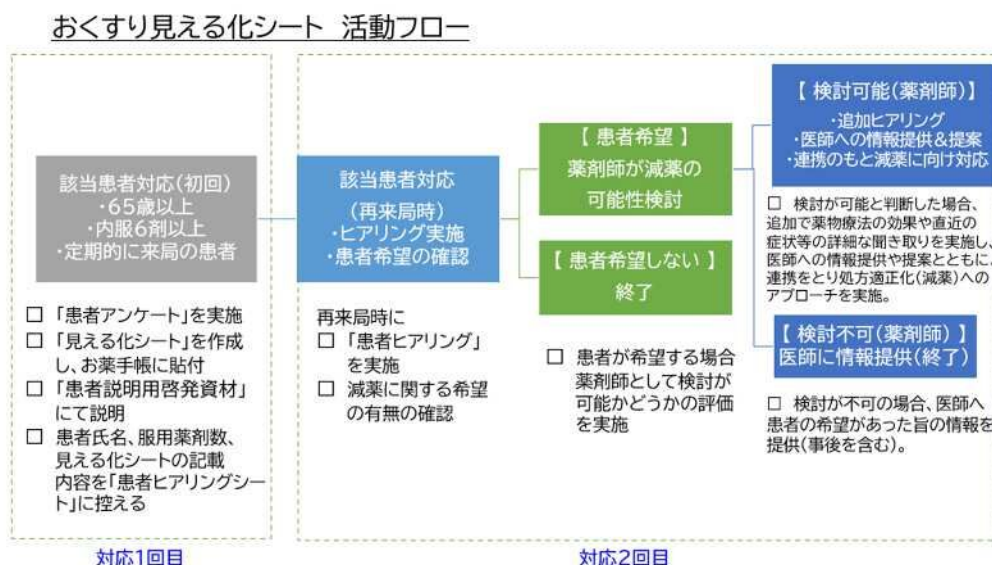 おくすり見える化シート 活動フロー
該当患者対応(初回)
・65歳以上
・内服6剤以上
・定期的に来局の患者
□ 「患者アンケート」を実施
□ 「見える化シート」を作成
し、お薬手帳に貼付
□ 「患者説明用啓発資材」
にて説明
□ 患者氏名、服用薬剤数、
見える化シートの記載
内容を「患者ヒアリングシー
ト」に控える
対応1回目
該当患者対応
(再来局時)
・ヒアリング実施
・患者希望の確認
再来局時に
□ 「患者ヒアリング」
を実施
□ 減薬に関する希望
の有無の確認
【 患者希望 】
薬剤師が減薬の
可能性検討
【 患者希望しない 】
終了
□ 患者が希望する場合
薬剤師として検討が
可能かどうかの評価
を実施
【 検討可能(薬剤師)】
・追加ヒアリング
・医師への情報提供&提案
・連携のもと減薬に向け対応
□ 検討が可能と判断した場合、
追加で薬物療法の効果や直近の
症状等の詳細な聞き取りを実施し、
医師への情報提供や提案とともに、
連携をとり処方適正化(減薬)への
アプローチを実施。
【 検討不可(薬剤師) 】
医師に情報提供(終了)
□ 検討が不可の場合、医師へ
患者の希望があった旨の情報を
提供(事後を含む)。
対応2回目